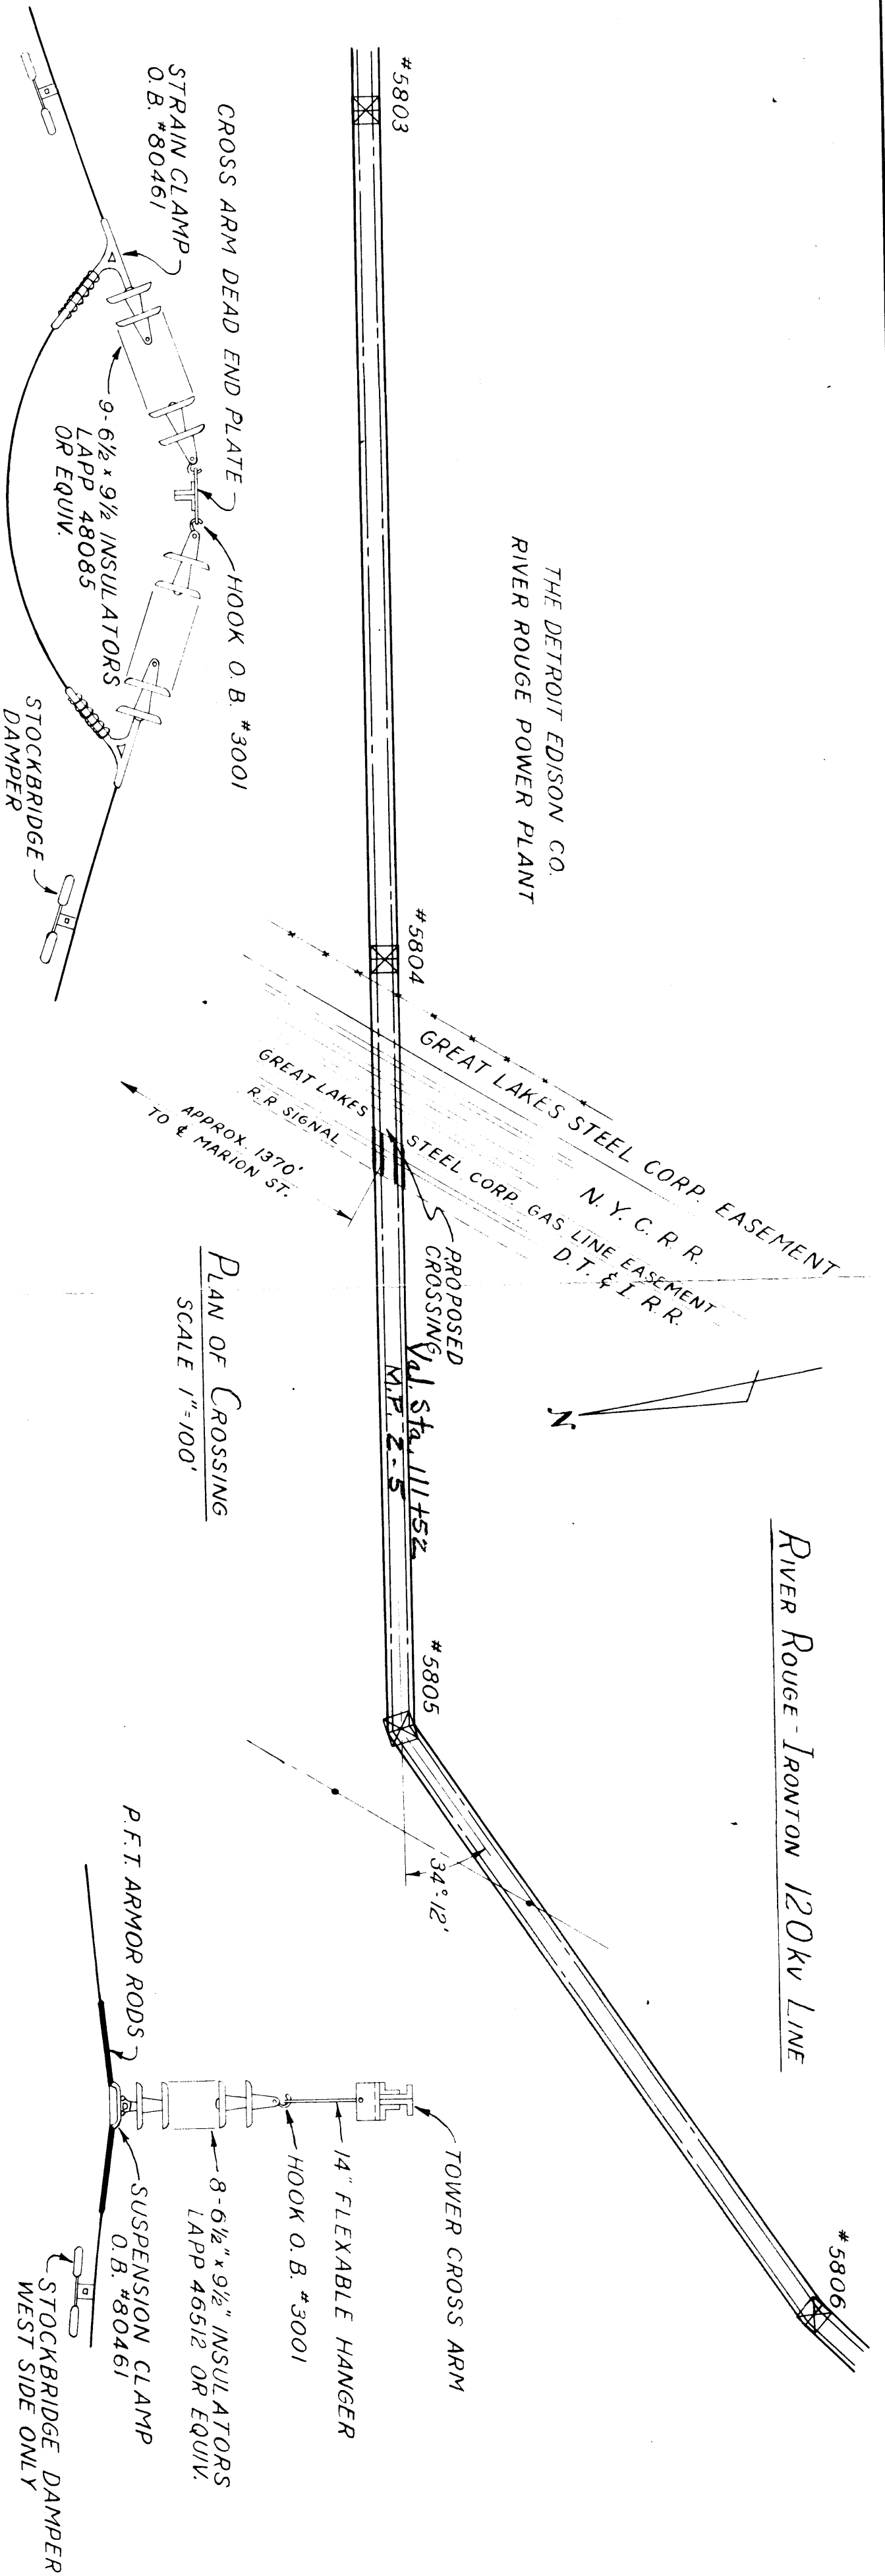 RIVER ROUGE-IRONTON 120KV LINE
THE DETROIT EDISON CO.
RIVER ROUGE POWER PLANT
#5803
#5804
#5805
#5806
34°-12'
GREAT LAKES STEEL CORP. EASEMENT
N.Y.C.R.R.
GREAT LAKES STEEL CORP. GAS LINE EASEMENT
D.T. & I. R.R.
R.R. SIGNAL
PROPOSED
CROSSING
Val. Sta. 111+52
M.P. 2-5
APPROX. 1370'
TO ℄ MARION ST.
N
PLAN OF CROSSING
SCALE 1"=100'
CROSS ARM DEAD END PLATE
HOOK O.B. #3001
STRAIN CLAMP
O.B. #80461
9-6½ x 9½ INSULATORS
LAPP 48085
OR EQUIV.
STOCKBRIDGE
DAMPER
TOWER CROSS ARM
14" FLEXABLE HANGER
HOOK O.B. #3001
8-6½" x 9½" INSULATORS
LAPP 46512 OR EQUIV.
P.F.T. ARMOR RODS
SUSPENSION CLAMP
O.B. #80461
STOCKBRIDGE DAMPER
WEST SIDE ONLY